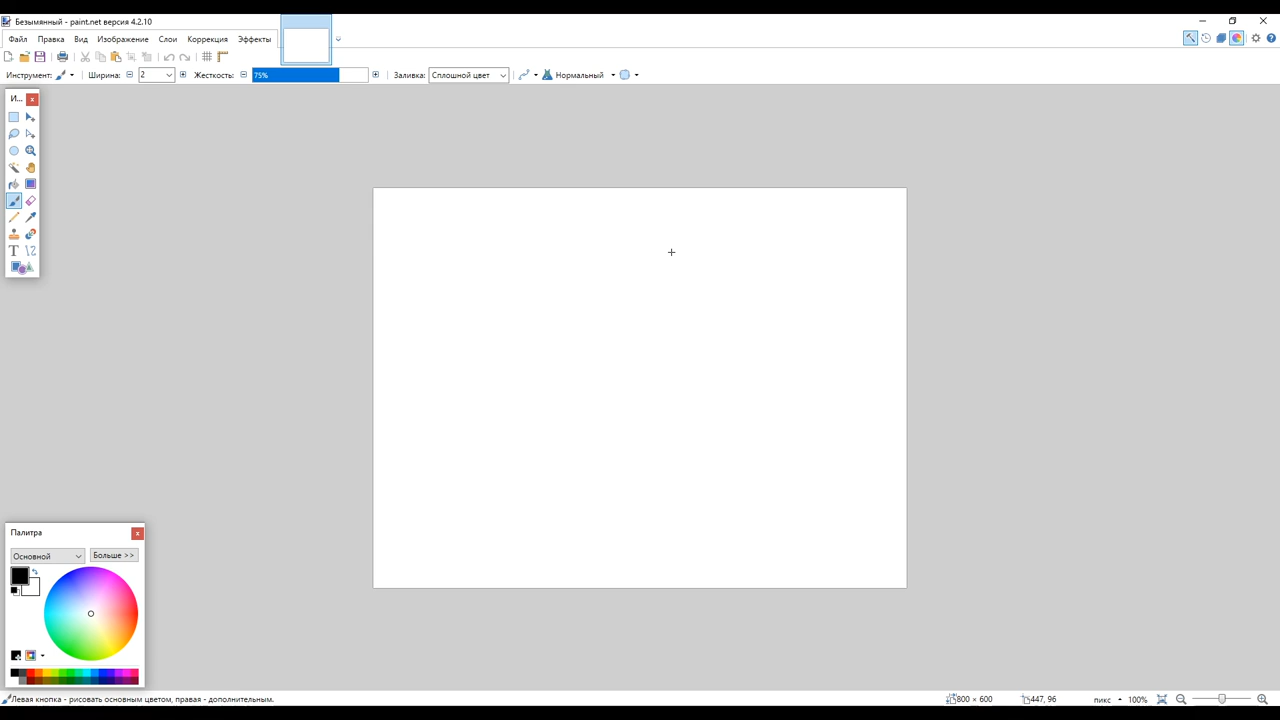 Безымянный - paint.net версия 4.2.10
Файл Правка Вид Изображение Слои Коррекция Эффекты
Инструмент: Ширина: 2 Жесткость: 75% Заливка: Сплошной цвет Нормальный
И...
Палитра
Основной Больше >>
Левая кнопка - рисовать основным цветом, правая - дополнительным. 800 × 600 447, 96 пикс 100%